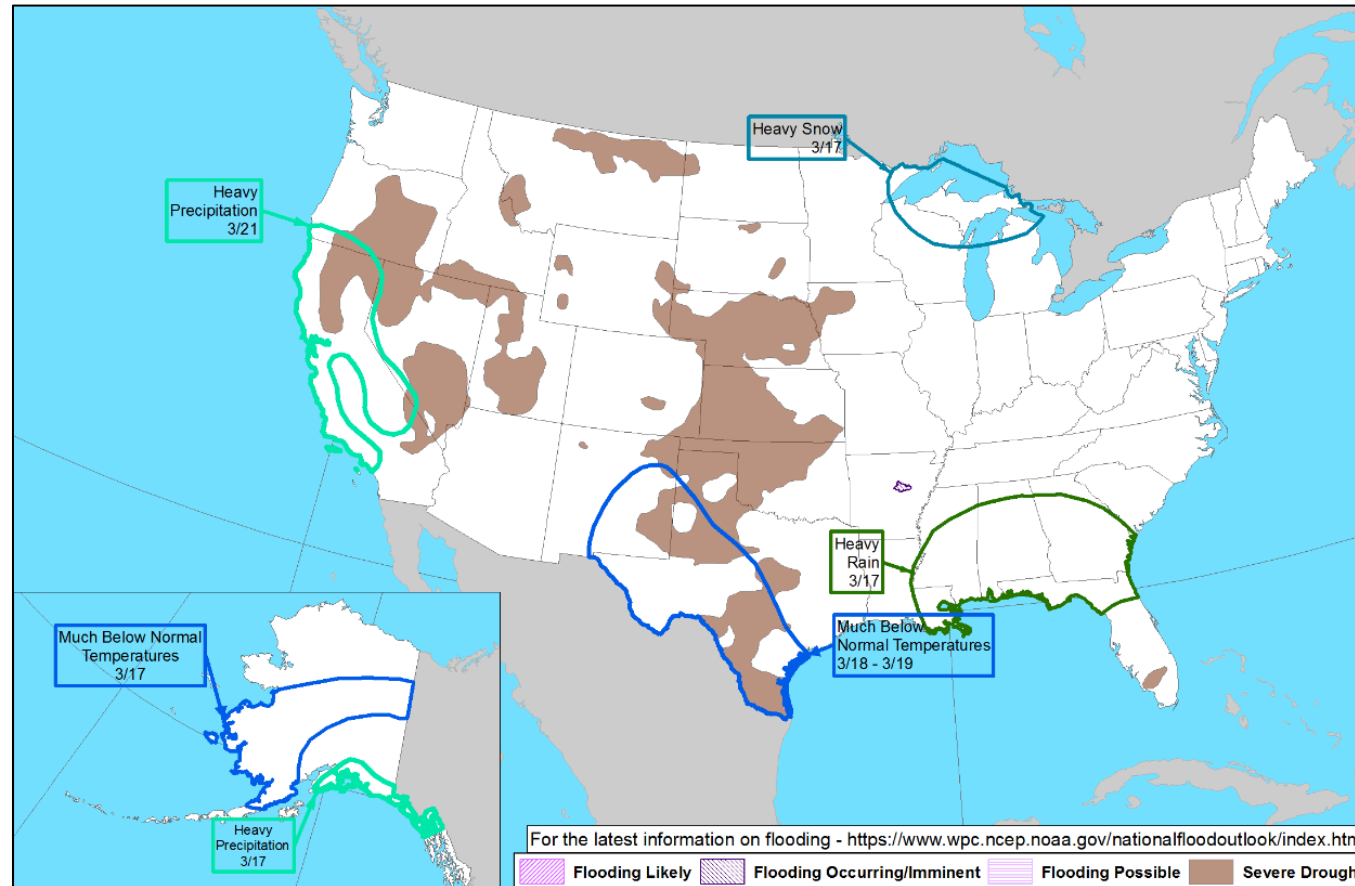 Heavy Snow
3/17
Heavy
Precipitation
3/21
Heavy
Rain
3/17
Much Below
Normal Temperatures
3/18 - 3/19
Much Below Normal
Temperatures
3/17
Heavy
Precipitation
3/17
For the latest information on flooding - https://www.wpc.ncep.noaa.gov/nationalfloodoutlook/index.htm
Flooding Likely
Flooding Occurring/Imminent
Flooding Possible
Severe Drough